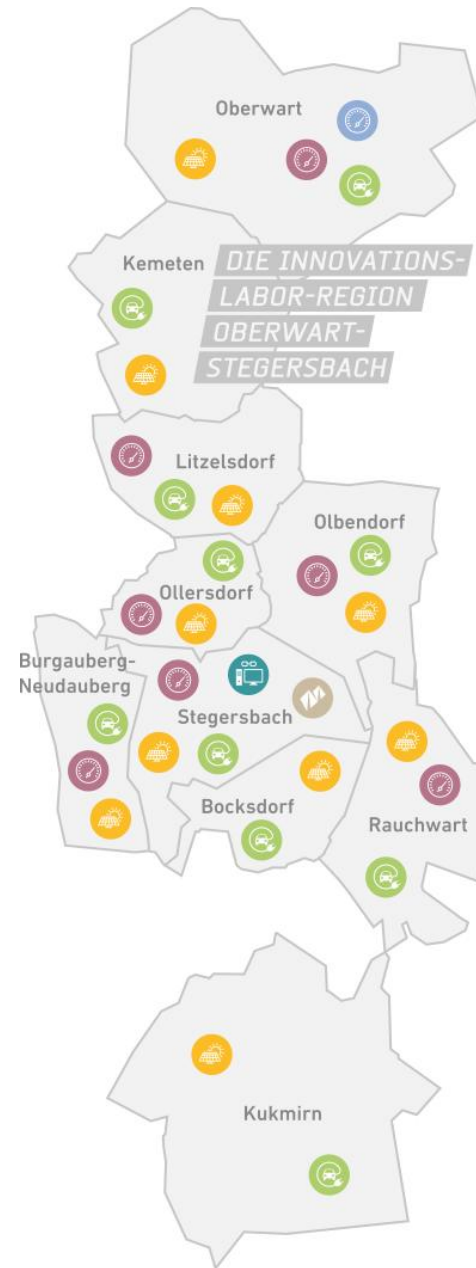 Oberwart
Kemeten
DIE INNOVATIONS-
LABOR-REGION
OBERWART-
STEGERSBACH
Litzelsdorf
Olbendorf
Ollersdorf
Burgauberg-
Neudauberg
Stegersbach
Bocksdorf
Rauchwart
Kukmirn